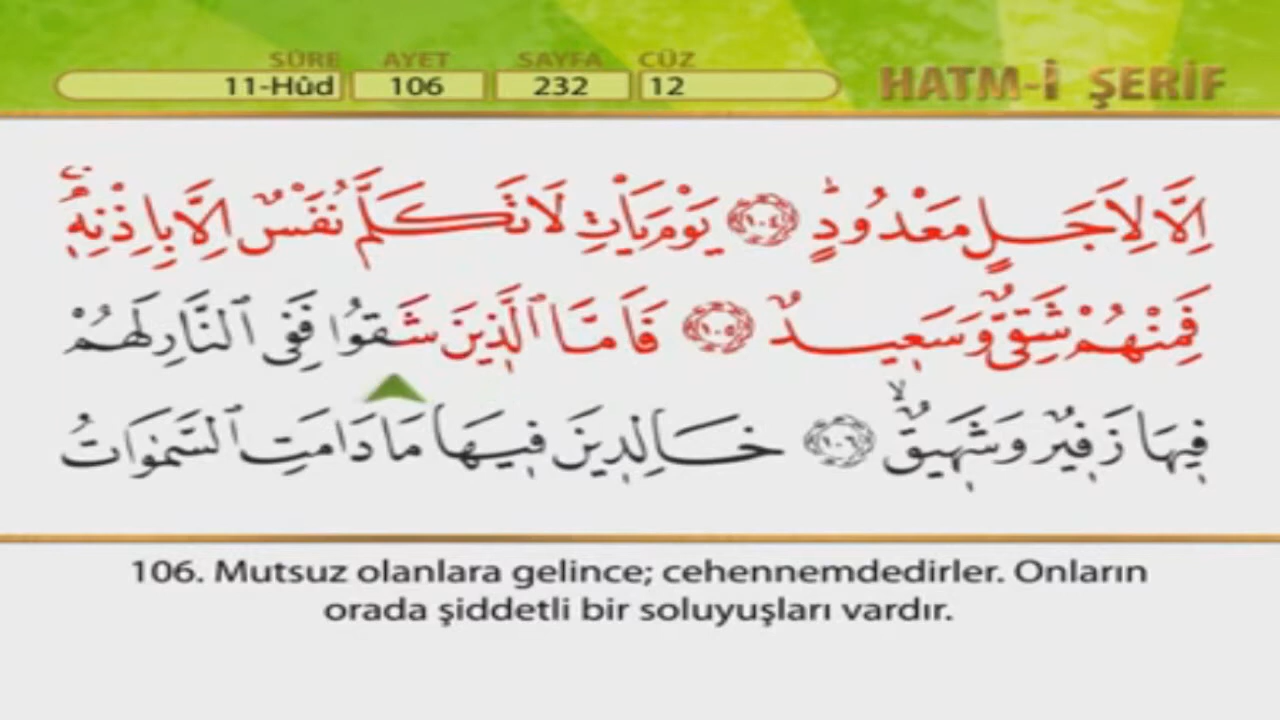 SÛRE AYET SAYFA CÜZ
11-Hûd 106 232 12
HATM-İ ŞERİF
اِلَّا لِاَجَلٍ مَعْدُودٍۜ ﴿١٠٤﴾ يَوْمَ يَأْتِ لَا تَكَلَّمُ نَفْسٌ اِلَّا بِاِذْنِه۪ۚ
فَمِنْهُمْ شَقِيٌّ وَسَع۪يدٌ ﴿١٠٥﴾ فَاَمَّا الَّذ۪ينَ شَقُوا فَفِي النَّارِ لَهُمْ
ف۪يهَا زَف۪يرٌ وَشَه۪يقٌۙ ﴿١٠٦﴾ خَالِد۪ينَ ف۪يهَا مَا دَامَتِ السَّمٰوَاتُ
106. Mutsuz olanlara gelince; cehennemdedirler. Onların
orada şiddetli bir soluyuşları vardır.